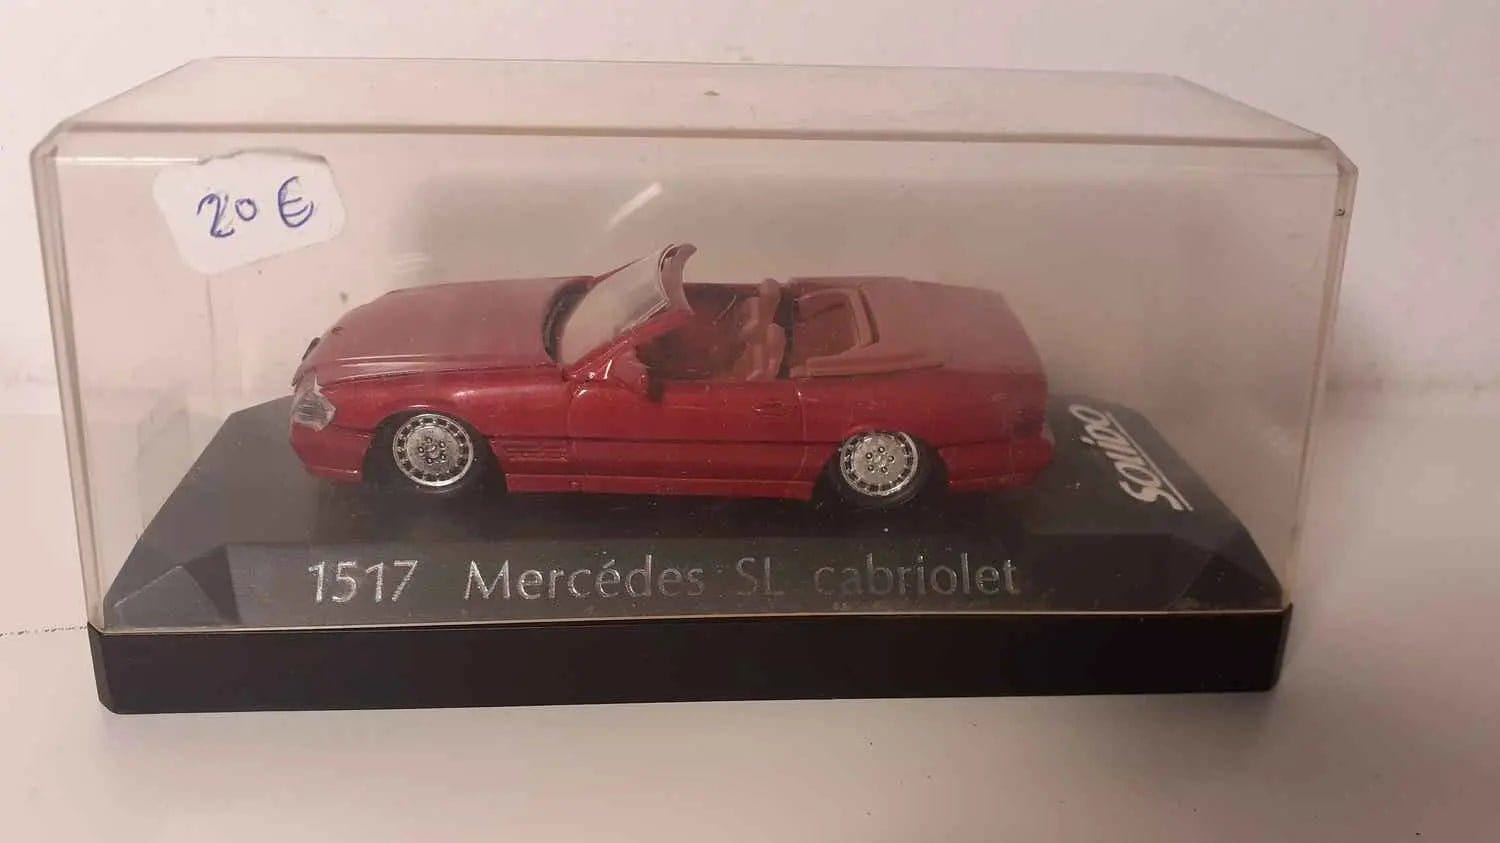 20 €
Solido
1517 Mercédes SL cabriolet